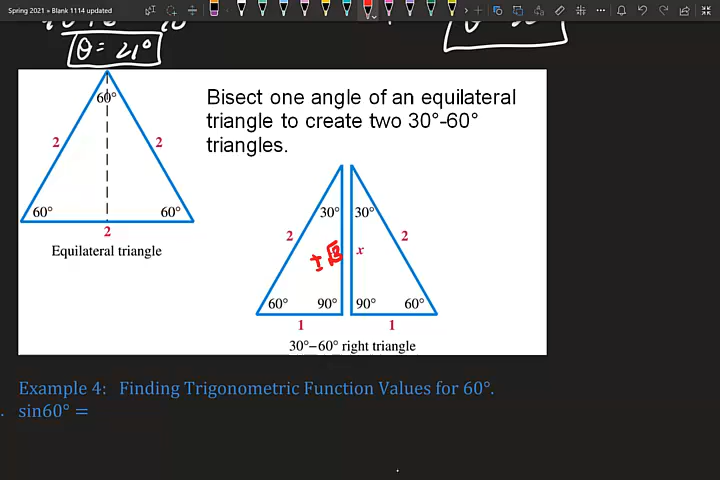 Spring 2021 » Blank 1114 updated
θ = 21°
Bisect one angle of an equilateral
triangle to create two 30°-60°
triangles.
60°
2
2
60°
60°
2
Equilateral triangle
30°
30°
2
±√3
x
2
60°
90°
90°
60°
1
1
30°–60° right triangle
Example 4: Finding Trigonometric Function Values for 60°.
sin60° =